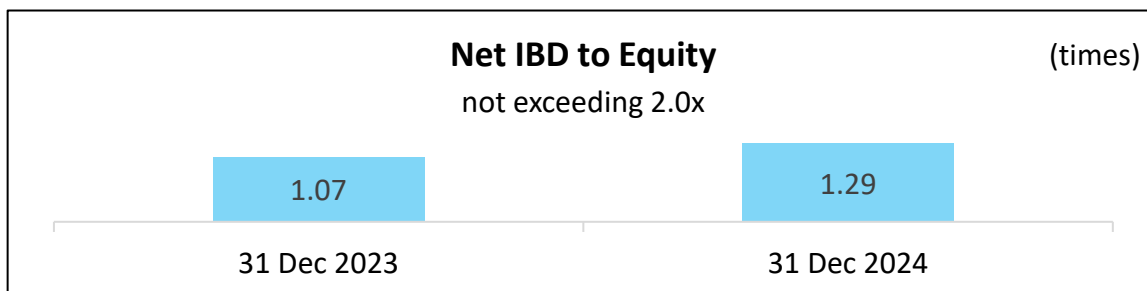 Net IBD to Equity
(times)
not exceeding 2.0x
1.07
1.29
31 Dec 2023
31 Dec 2024